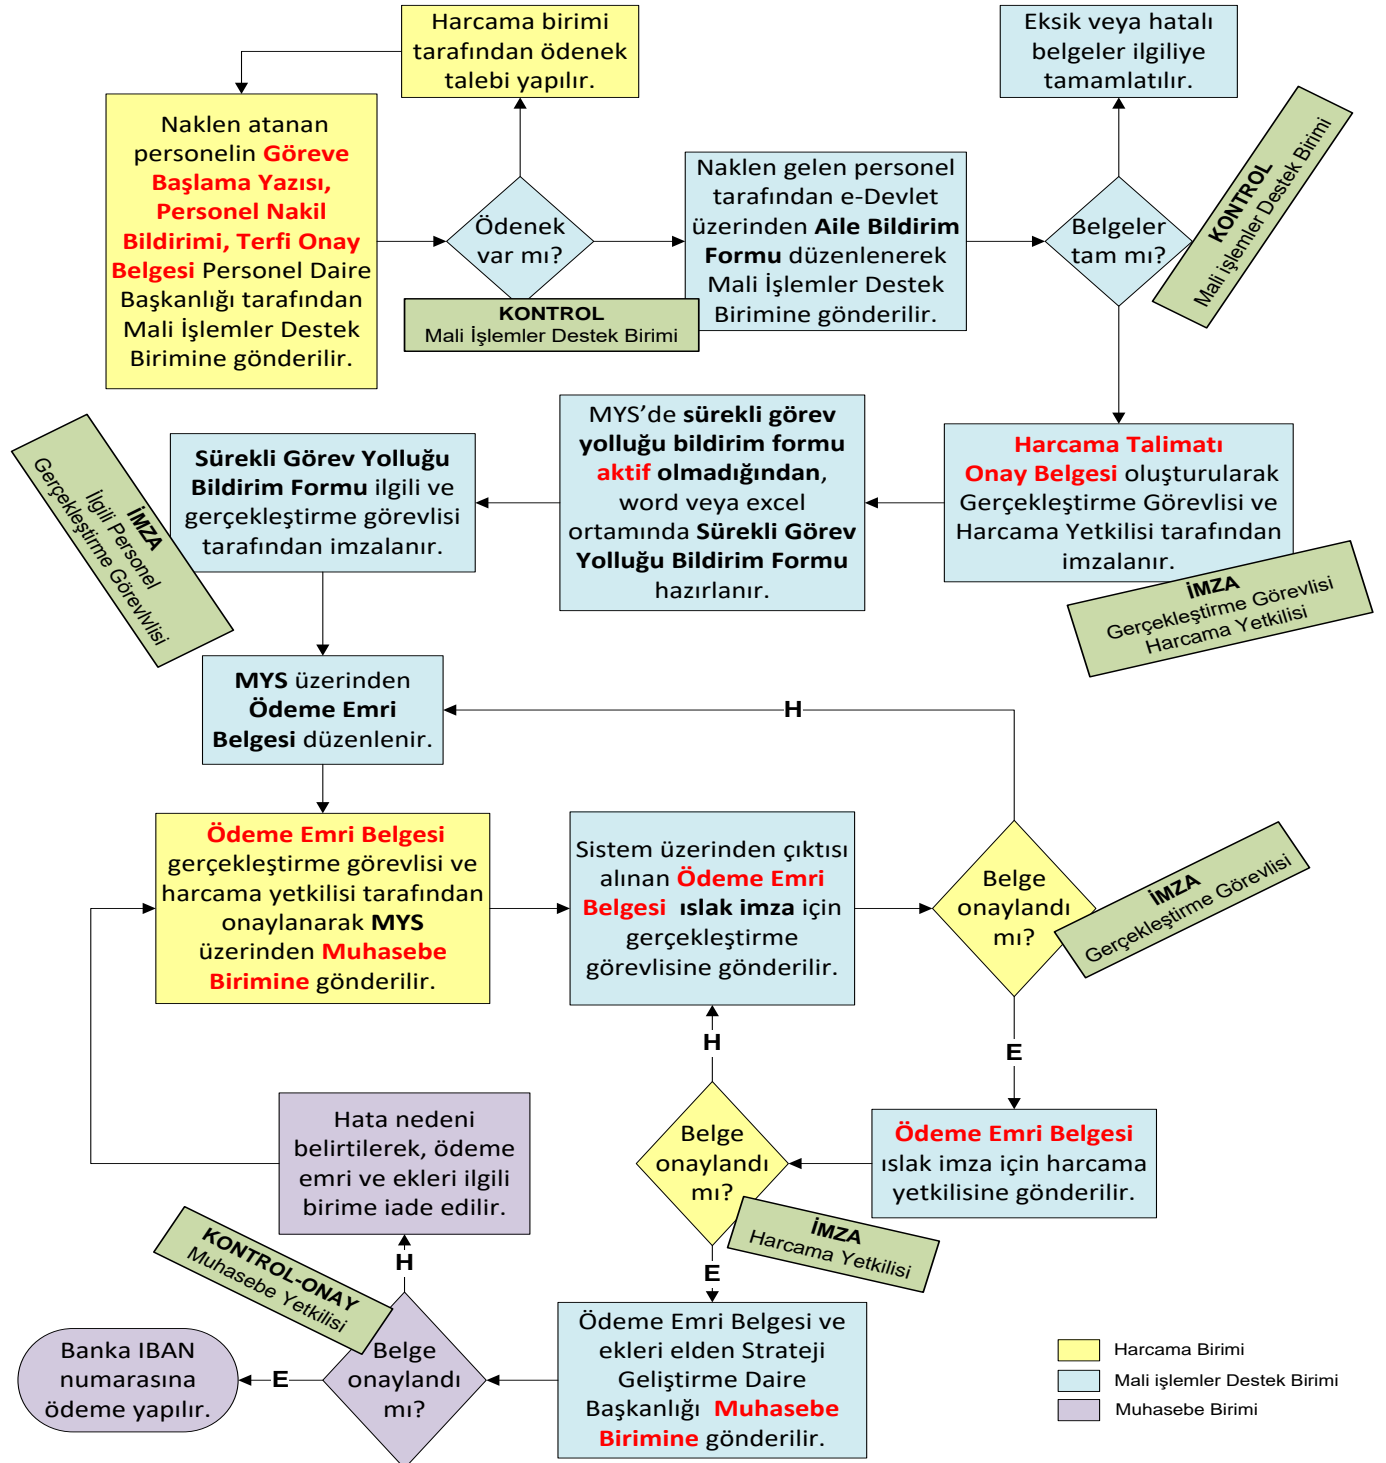 Harcama birimi
tarafından ödenek
talebi yapılır.
Eksik veya hatalı
belgeler ilgiliye
tamamlatılır.
Naklen atanan
personelin Göreve
Başlama Yazısı,
Personel Nakil
Bildirimi, Terfi Onay
Belgesi Personel Daire
Başkanlığı tarafından
Mali İşlemler Destek
Birimine gönderilir.
Ödenek
var mı?
KONTROL
Mali İşlemler Destek Birimi
Naklen gelen personel
tarafından e-Devlet
üzerinden Aile Bildirim
Formu düzenlenerek
Mali İşlemler Destek
Birimine gönderilir.
Belgeler
tam mı?
KONTROL
Mali işlemler Destek Birimi
Harcama Talimatı
Onay Belgesi oluşturularak
Gerçekleştirme Görevlisi ve
Harcama Yetkilisi tarafından
imzalanır.
İMZA
Gerçekleştirme Görevlisi
Harcama Yetkilisi
MYS’de sürekli görev
yolluğu bildirim formu
aktif olmadığından,
word veya excel
ortamında Sürekli Görev
Yolluğu Bildirim Formu
hazırlanır.
Sürekli Görev Yolluğu
Bildirim Formu ilgili ve
gerçekleştirme görevlisi
tarafından imzalanır.
İMZA
İlgili Personel
Gerçekleştirme Görevlvlisi
MYS üzerinden
Ödeme Emri
Belgesi düzenlenir.
H
Ödeme Emri Belgesi
gerçekleştirme görevlisi ve
harcama yetkilisi tarafından
onaylanarak MYS
üzerinden Muhasebe
Birimine gönderilir.
Sistem üzerinden çıktısı
alınan Ödeme Emri
Belgesi ıslak imza için
gerçekleştirme
görevlisine gönderilir.
Belge
onaylandı
mı?
İMZA
Gerçekleştirme Görevlisi
E
H
Ödeme Emri Belgesi
ıslak imza için harcama
yetkilisine gönderilir.
Belge
onaylandı
mı?
İMZA
Harcama Yetkilisi
E
Hata nedeni
belirtilerek, ödeme
emri ve ekleri ilgili
birime iade edilir.
KONTROL-ONAY
Muhasebe Yetkilisi
H
Ödeme Emri Belgesi ve
ekleri elden Strateji
Geliştirme Daire
Başkanlığı Muhasebe
Birimine gönderilir.
Belge
onaylandı
mı?
E
Banka IBAN
numarasına
ödeme yapılır.
Harcama Birimi
Mali işlemler Destek Birimi
Muhasebe Birimi